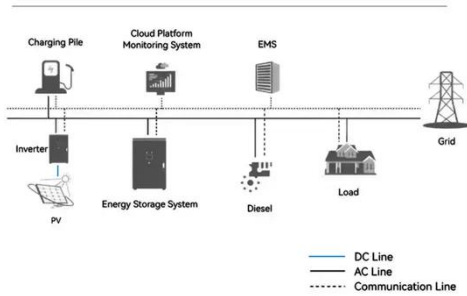 Charging Pile
Cloud Platform
Monitoring System
EMS
Grid
Inverter
PV
Energy Storage System
Diesel
Load
DC Line
AC Line
Communication Line